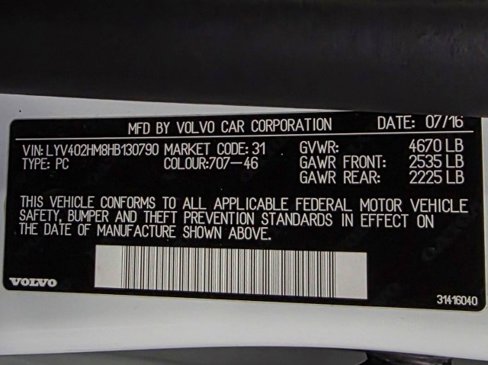 MFD BY VOLVO CAR CORPORATION DATE: 07/16
VIN: LYV402HM8HB130790 MARKET CODE: 31 GVWR: 4670 LB
TYPE: PC COLOUR:707-46 GAWR FRONT: 2535 LB
GAWR REAR: 2225 LB
THIS VEHICLE CONFORMS TO ALL APPLICABLE FEDERAL MOTOR VEHICLE
SAFETY, BUMPER AND THEFT PREVENTION STANDARDS IN EFFECT ON
THE DATE OF MANUFACTURE SHOWN ABOVE.
VOLVO 31416040